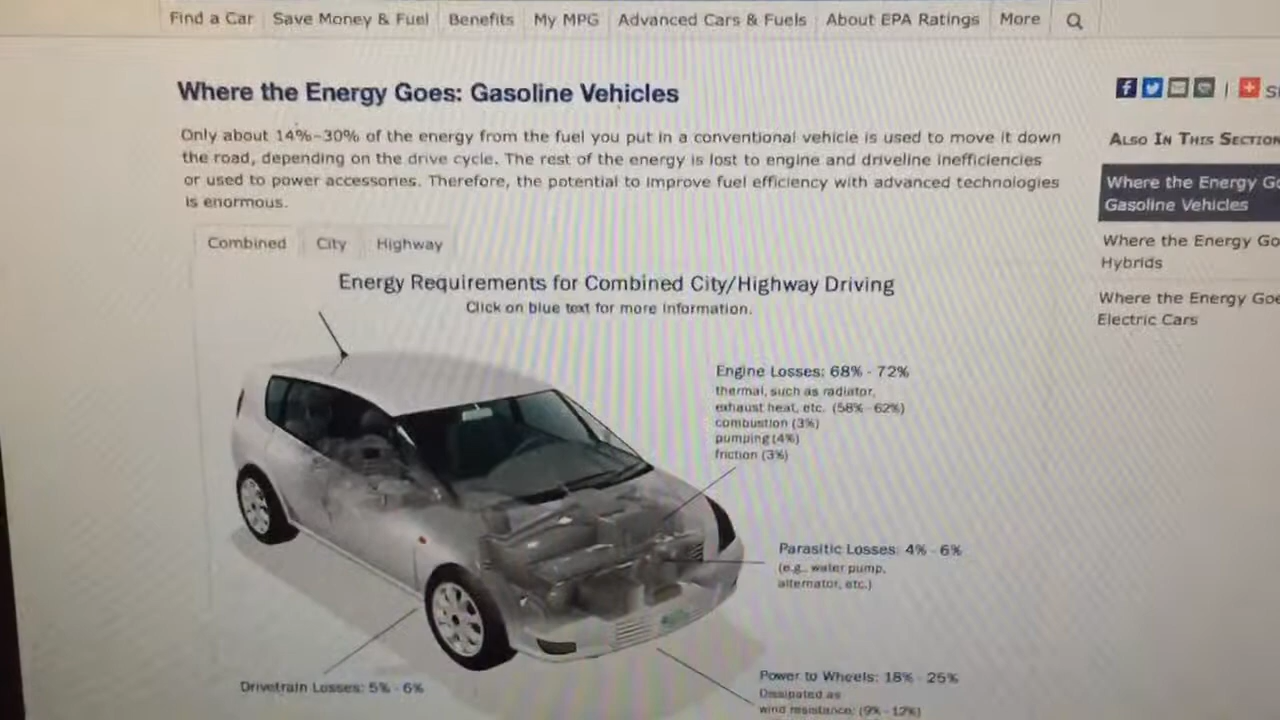 Find a Car Save Money & Fuel Benefits My MPG Advanced Cars & Fuels About EPA Ratings More
Where the Energy Goes: Gasoline Vehicles
Only about 14%–30% of the energy from the fuel you put in a conventional vehicle is used to move it down
the road, depending on the drive cycle. The rest of the energy is lost to engine and driveline inefficiencies
or used to power accessories. Therefore, the potential to improve fuel efficiency with advanced technologies
is enormous.
Combined City Highway
Energy Requirements for Combined City/Highway Driving
Click on blue text for more information.
Engine Losses: 68% - 72%
thermal, such as radiator,
exhaust heat, etc. (58% - 62%)
combustion (3%)
pumping (4%)
friction (3%)
Parasitic Losses: 4% - 6%
(e.g., water pump,
alternator, etc.)
Power to Wheels: 18% - 25%
Dissipated as
wind resistance: (9% - 12%)
Drivetrain Losses: 5% - 6%
ALSO IN THIS SECTION
Where the Energy Go
Gasoline Vehicles
Where the Energy Go
Hybrids
Where the Energy Goe
Electric Cars